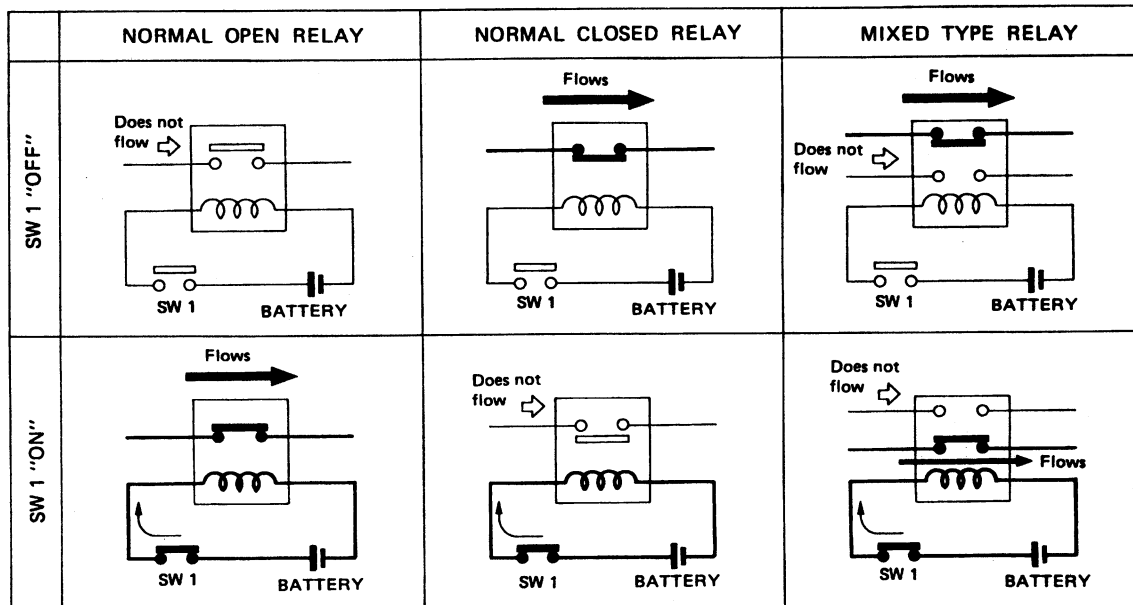 NORMAL OPEN RELAY
NORMAL CLOSED RELAY
MIXED TYPE RELAY
SW 1 "OFF"
Does not
flow
SW 1
BATTERY
Flows
SW 1
BATTERY
Flows
Does not
flow
SW 1
BATTERY
SW 1 "ON"
Flows
SW 1
BATTERY
Does not
flow
SW 1
BATTERY
Does not
flow
Flows
SW 1
BATTERY